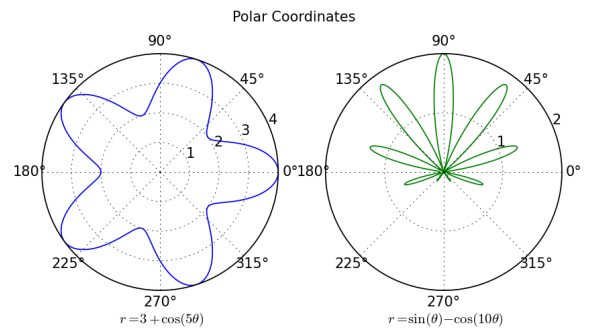 Polar Coordinates
90° 90°
135° 45° 135° 45°
4 2
3
2 1
1
180° 0° 180° 0°
225° 315° 225° 315°
270° 270°
r = 3 + cos(5θ) r = sin(θ) − cos(10θ)